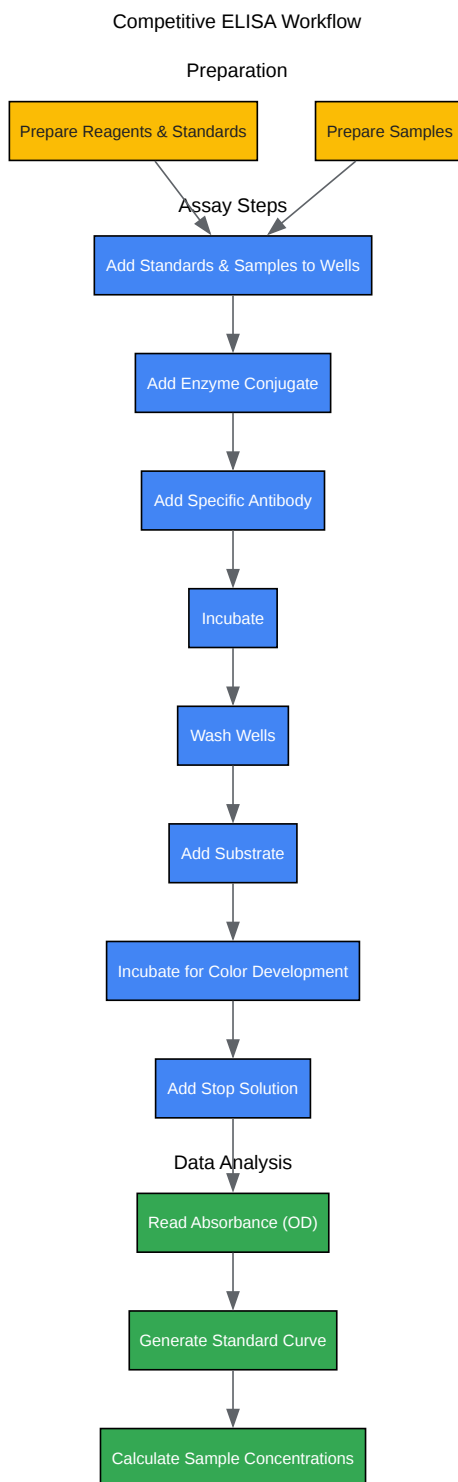 Competitive ELISA Workflow
Preparation
Prepare Reagents & Standards
Prepare Samples
Assay Steps
Add Standards & Samples to Wells
Add Enzyme Conjugate
Add Specific Antibody
Incubate
Wash Wells
Add Substrate
Incubate for Color Development
Add Stop Solution
Data Analysis
Read Absorbance (OD)
Generate Standard Curve
Calculate Sample Concentrations